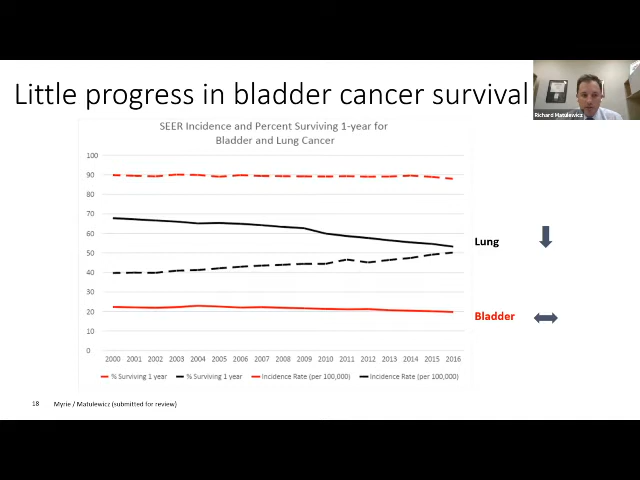 Little progress in bladder cancer survival
Richard Matulewicz
SEER Incidence and Percent Surviving 1-year for
Bladder and Lung Cancer
100
90
80
70
60
50
40
30
20
10
0
Lung
Bladder
2000 2001 2002 2003 2004 2005 2006 2007 2008 2009 2010 2011 2012 2013 2014 2015 2016
% Surviving 1 year % Surviving 1 year Incidence Rate (per 100,000) Incidence Rate (per 100,000)
18 Myrie / Matulewicz (submitted for review)